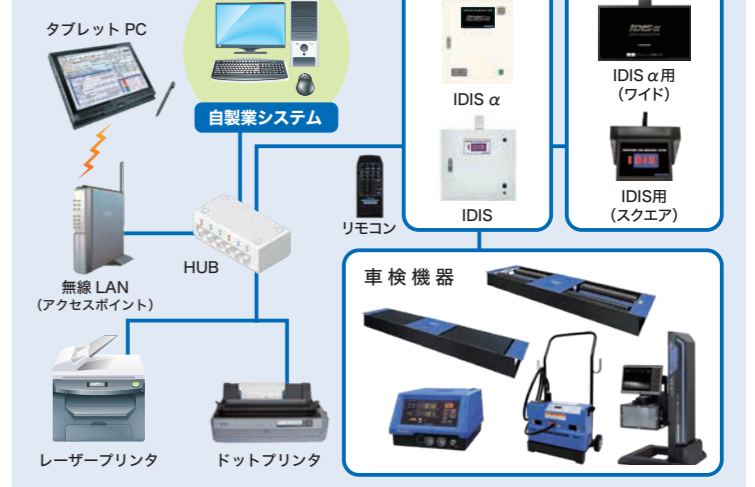 タブレット PC
自製業システム
IDIS α
IDIS
IDIS α用
(ワイド)
IDIS用
(スクエア)
リモコン
HUB
無線 LAN
(アクセスポイント)
車検機器
レーザープリンタ
ドットプリンタ